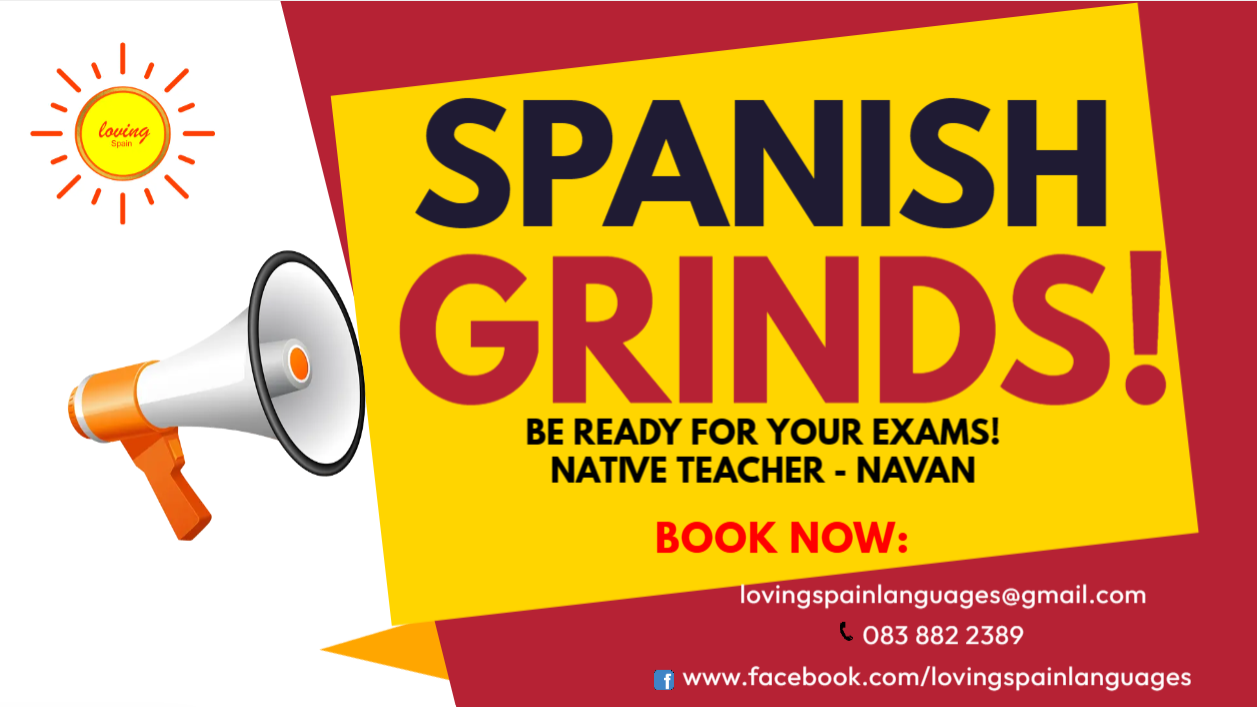 loving
Spain
SPANISH
GRINDS!
BE READY FOR YOUR EXAMS!
NATIVE TEACHER - NAVAN
BOOK NOW:
lovingspainlanguages@gmail.com
083 882 2389
f www.facebook.com/lovingspainlanguages